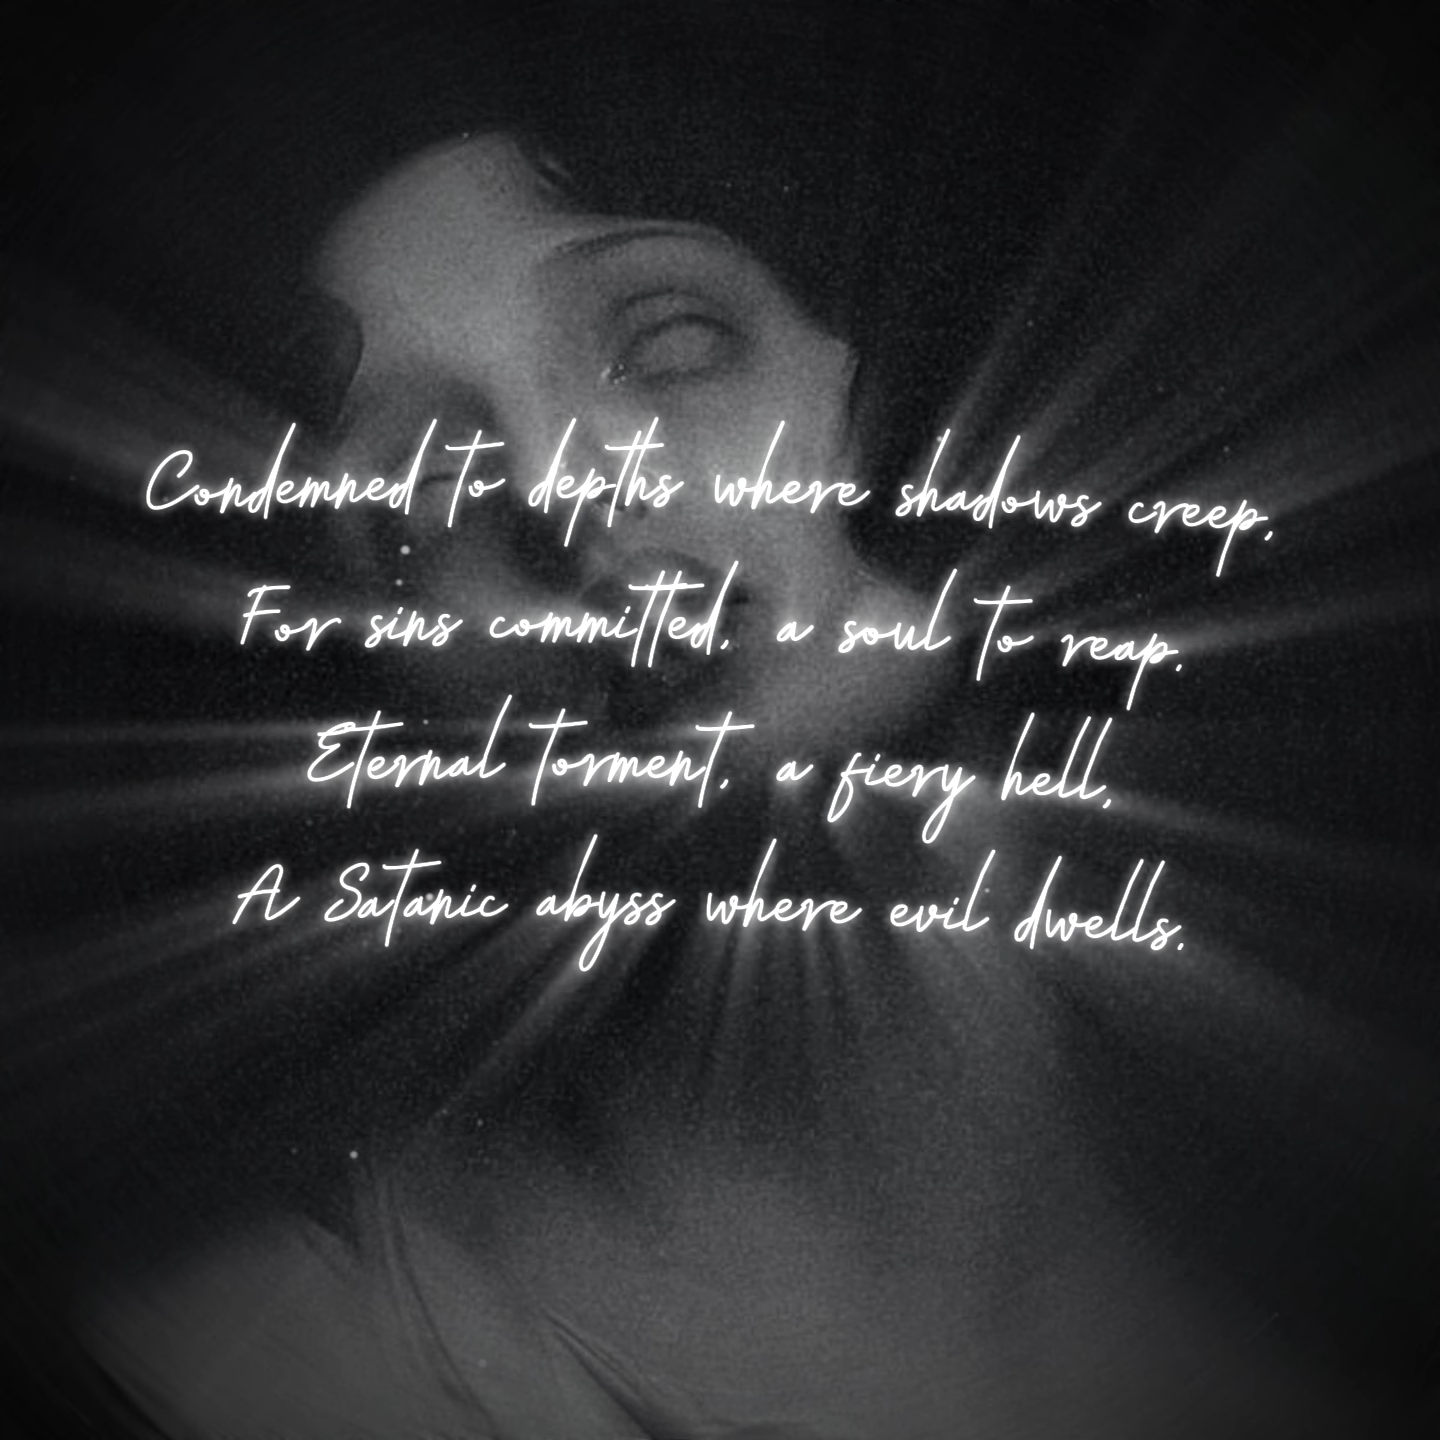 Condemned to depths where shadows creep,
For sins committed, a soul to reap.
Eternal torment, a fiery hell,
A Satanic abyss where evil dwells.